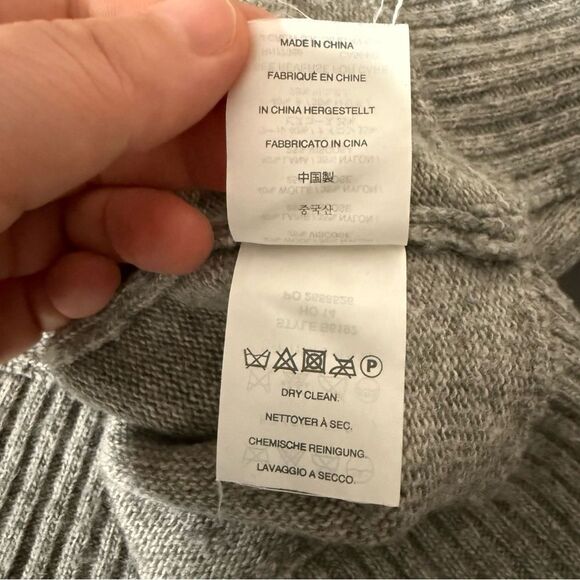 MADE IN CHINA
FABRIQUÉ EN CHINE
IN CHINA HERGESTELLT
FABBRICATO IN CINA
中国製
중국산
P
DRY CLEAN.
NETTOYER À SEC.
CHEMISCHE REINIGUNG.
LAVAGGIO A SECCO.